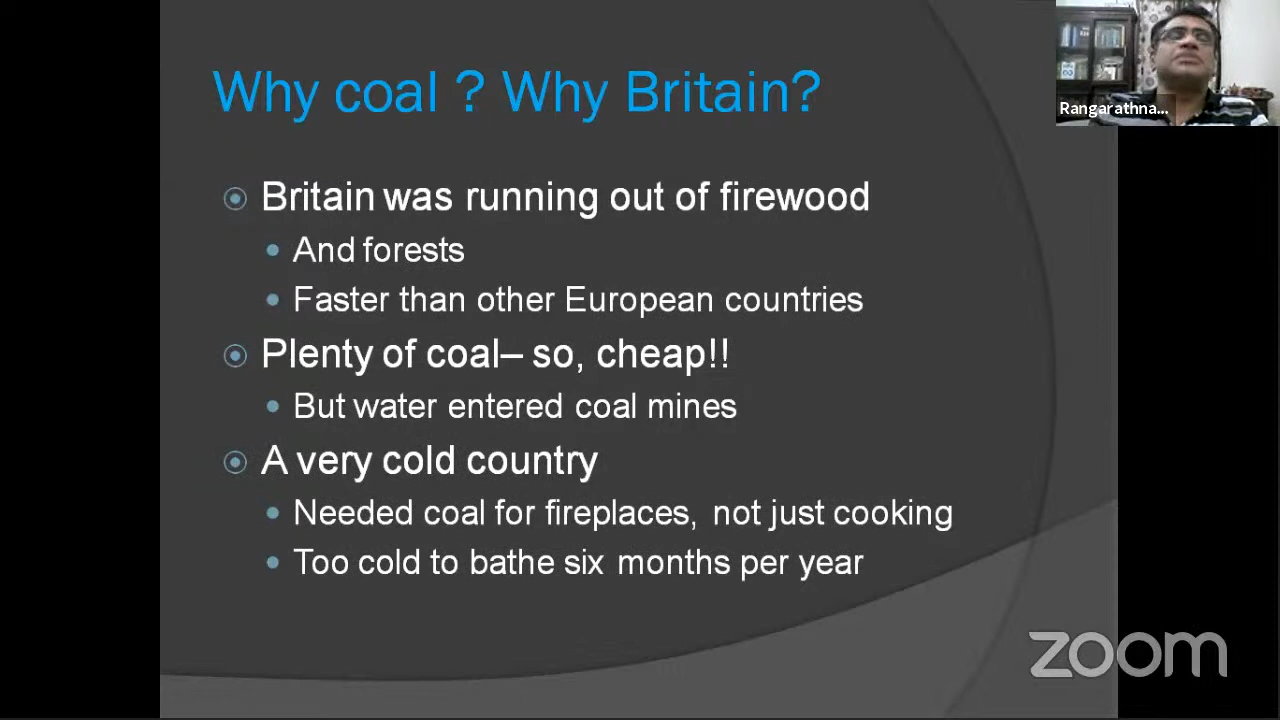 Why coal ? Why Britain?
Rangarathna...
Britain was running out of firewood
And forests
Faster than other European countries
Plenty of coal– so, cheap!!
But water entered coal mines
A very cold country
Needed coal for fireplaces, not just cooking
Too cold to bathe six months per year
zoom